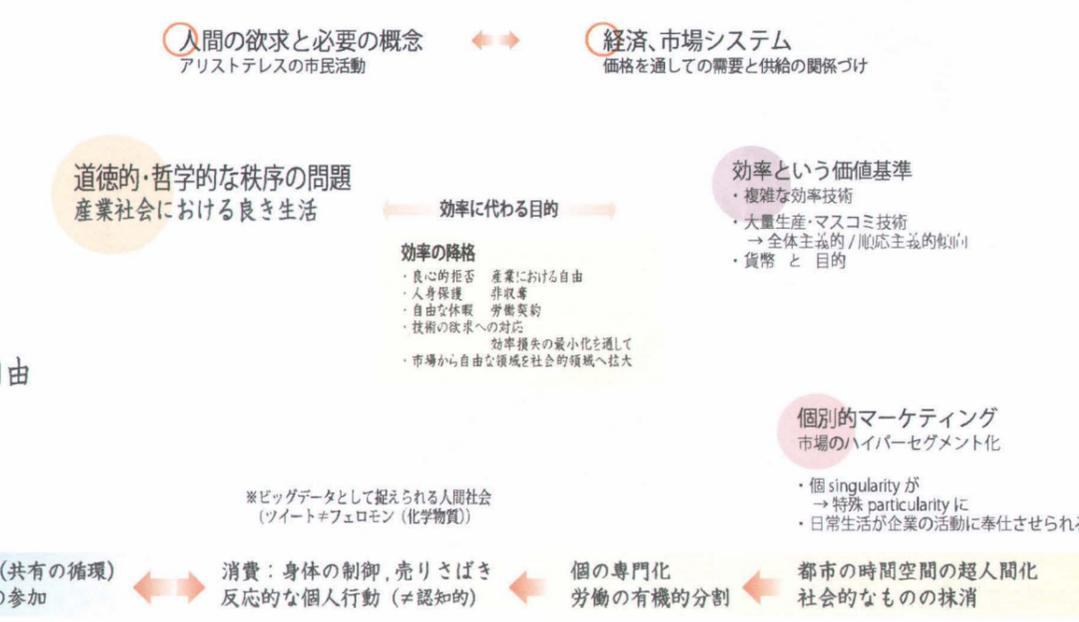 人間の欲求と必要の概念
アリストテレスの市民活動
経済、市場システム
価格を通しての需要と供給の関係づけ
道徳的・哲学的な秩序の問題
産業社会における良き生活
効率に代わる目的
効率という価値基準
・複雑な効率技術
・大量生産・マスコミ技術
→ 全体主義的 / 順応主義的傾向
・貨幣 と 目的
効率の降格
・良心的拒否 産業における自由
・人身保護 非収奪
・自由な休暇 労働契約
・技術の欲求への対応
効率損失の最小化を通して
・市場から自由な領域を社会的領域へ拡大
由
個別的マーケティング
市場のハイパーセグメント化
・個 singularity が
→ 特殊 particularity に
・日常生活が企業の活動に奉仕させられる
※ビッグデータとして捉えられる人間社会
(ツイート≠フェロモン (化学物質))
(共有の循環)
の参加
消費：身体の制御, 売りさばき
反応的な個人行動 (≠認知的)
個の専門化
労働の有機的分割
都市の時間空間の超人間化
社会的なものの抹消